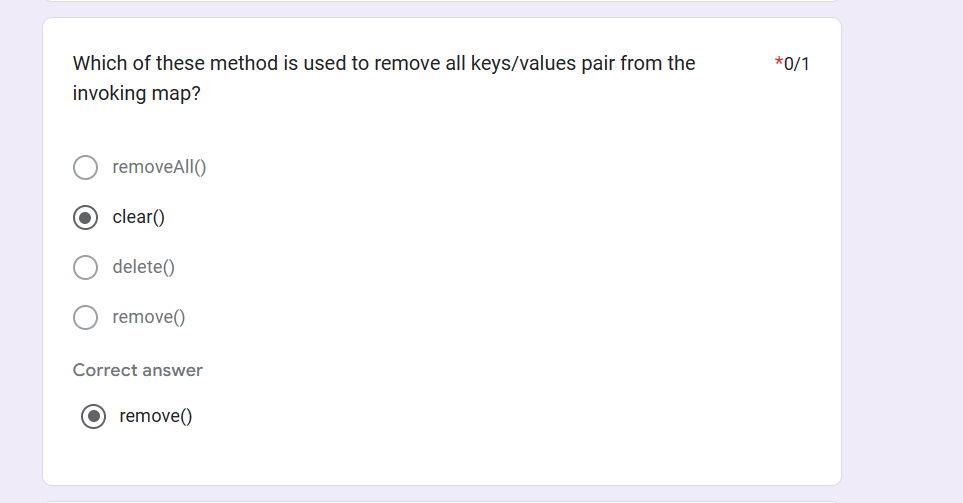 Which of these method is used to remove all keys/values pair from the
*0/1
invoking map?
removeAll()
clear()
delete()
remove()
Correct answer
remove()